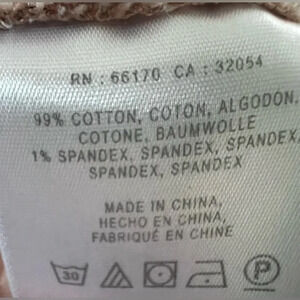 RN : 66170 CA : 32054
99% COTTON, COTON, ALGODON,
COTONE, BAUMWOLLE
1% SPANDEX, SPANDEX, SPANDEX,
SPANDEX, SPANDEX
MADE IN CHINA,
HECHO EN CHINA,
FABRIQUÉ EN CHINE
30 P